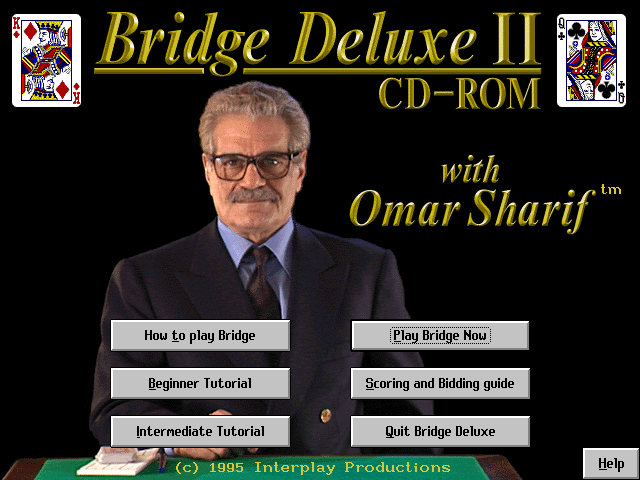 K
K
Q
Q
Bridge Deluxe II
CD-ROM
with
Omar Sharif tm
How to play Bridge
Play Bridge Now
Beginner Tutorial
Scoring and Bidding guide
Intermediate Tutorial
Quit Bridge Deluxe
Help
(c) 1995 Interplay Productions